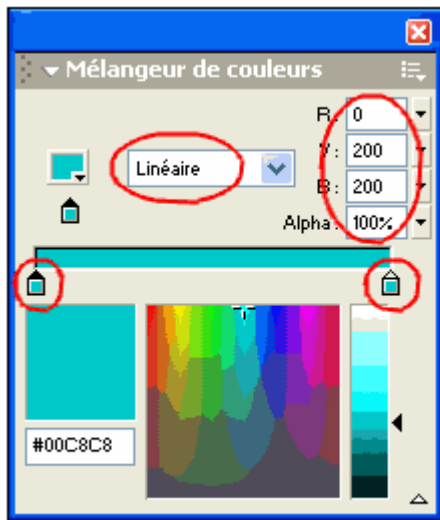 Mélangeur de couleurs
R: 0
Linéaire
V: 200
B: 200
Alpha: 100%
#00C8C8